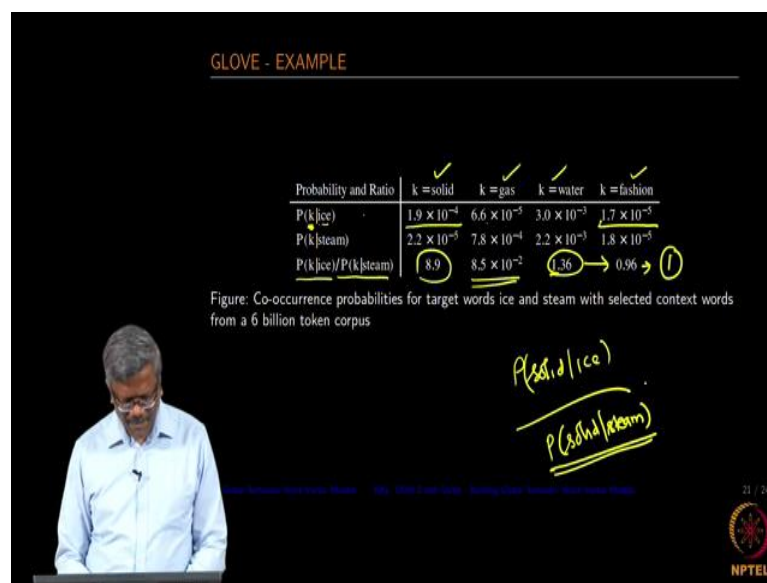 GLOVE - EXAMPLE
Probability and Ratio k = solid k = gas k = water k = fashion
P(k|ice) 1.9 × 10⁻⁴ 6.6 × 10⁻⁵ 3.0 × 10⁻³ 1.7 × 10⁻⁵
P(k|steam) 2.2 × 10⁻⁵ 7.8 × 10⁻⁴ 2.2 × 10⁻³ 1.8 × 10⁻⁵
P(k|ice)/P(k|steam) 8.9 8.5 × 10⁻² 1.36 0.96 1
Figure: Co-occurrence probabilities for target words ice and steam with selected context words
from a 6 billion token corpus
P(solid/ice)
P(solid/steam)
21 / 24
NPTEL